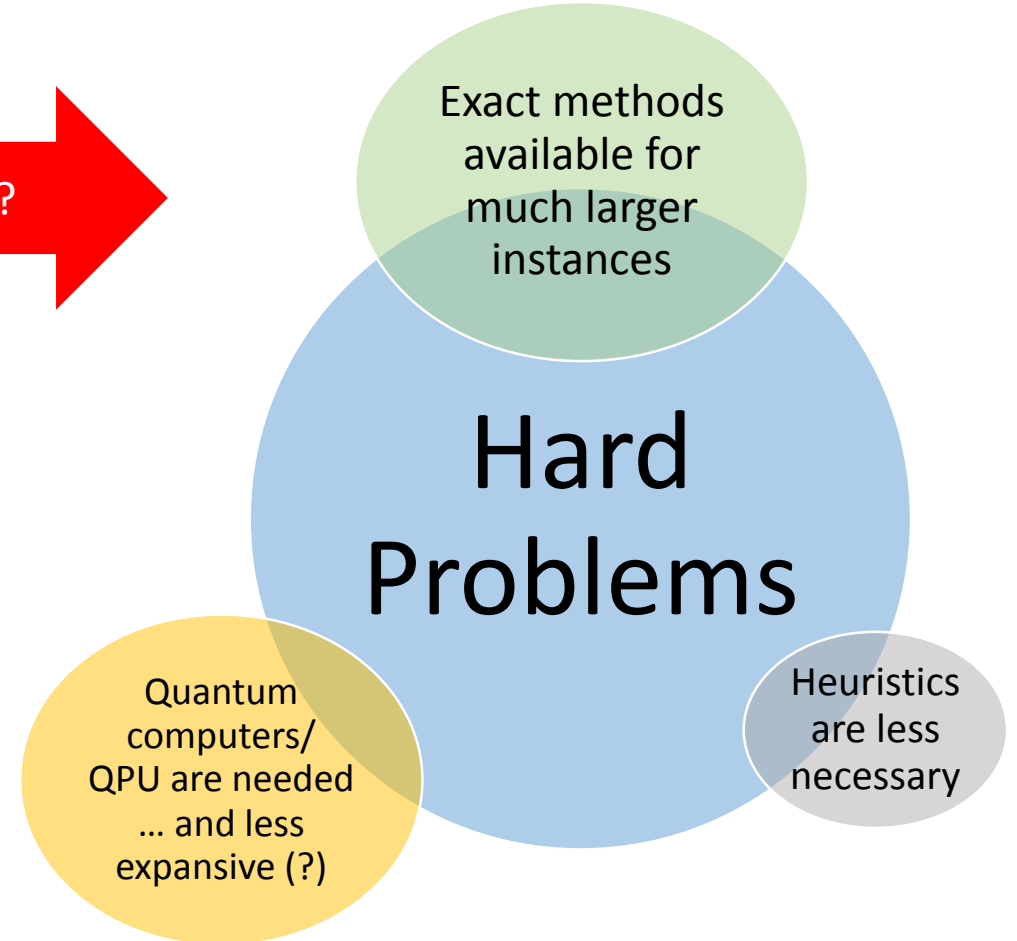 ?
Exact methods
available for
much larger
instances
Hard
Problems
Quantum
computers/
QPU are needed
... and less
expansive (?)
Heuristics
are less
necessary